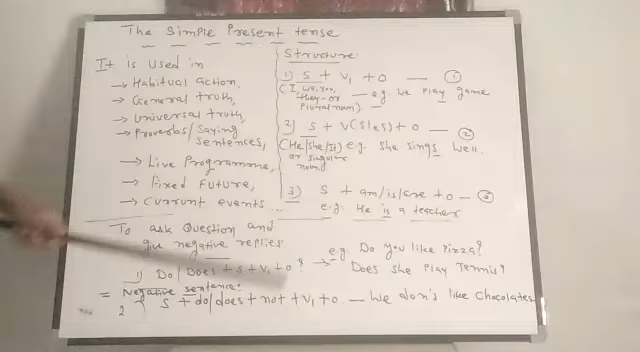 The Simple Present tense
It is used in
→ Habitual action.
→ General truth,
→ Universal truth,
→ Proverbs/Saying
Sentences,
→ Live Programme,
→ Fixed Future,
→ Current events ...
Structure:
1) S + V1 + O — ①
(I, we, you, they - or Plural noun) — e.g. we Play game
2) S + V(s/es) + O — ②
(He/She/It) e.g. She sings well.
or Singular
noun)
3) S + am/is/are + O — ③
e.g. He is a teacher
To ask Question and
give negative replies.
1) Do/Does + S + V1 + O? → e.g. Do you like Pizza?
Does she Play Tennis?
= Negative sentence:
2 S + do/does + not + V1 + O. — We don't like Chocolates